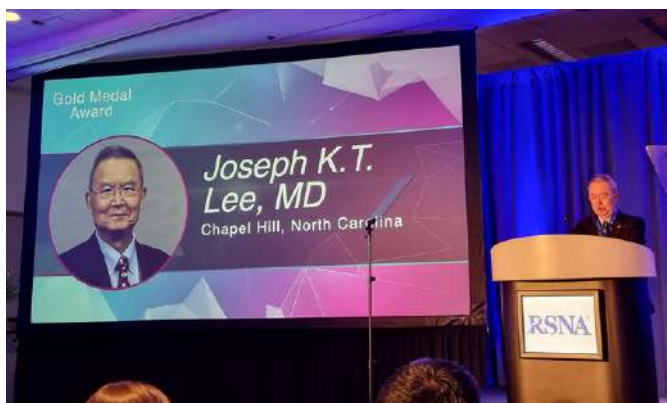 Gold Medal
Award
Joseph K.T.
Lee, MD
Chapel Hill, North Carolina
RSNA